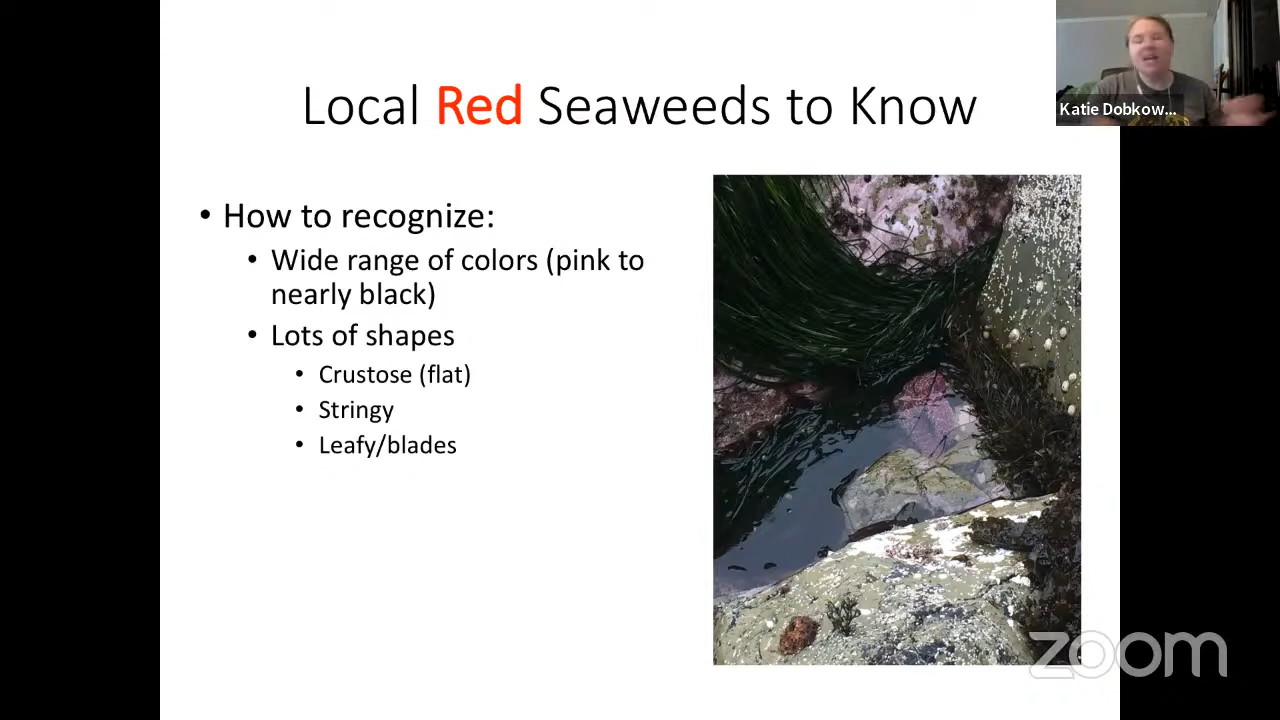 Local Red Seaweeds to Know
Katie Dobkow...
• How to recognize:
• Wide range of colors (pink to
nearly black)
• Lots of shapes
• Crustose (flat)
• Stringy
• Leafy/blades
zoom